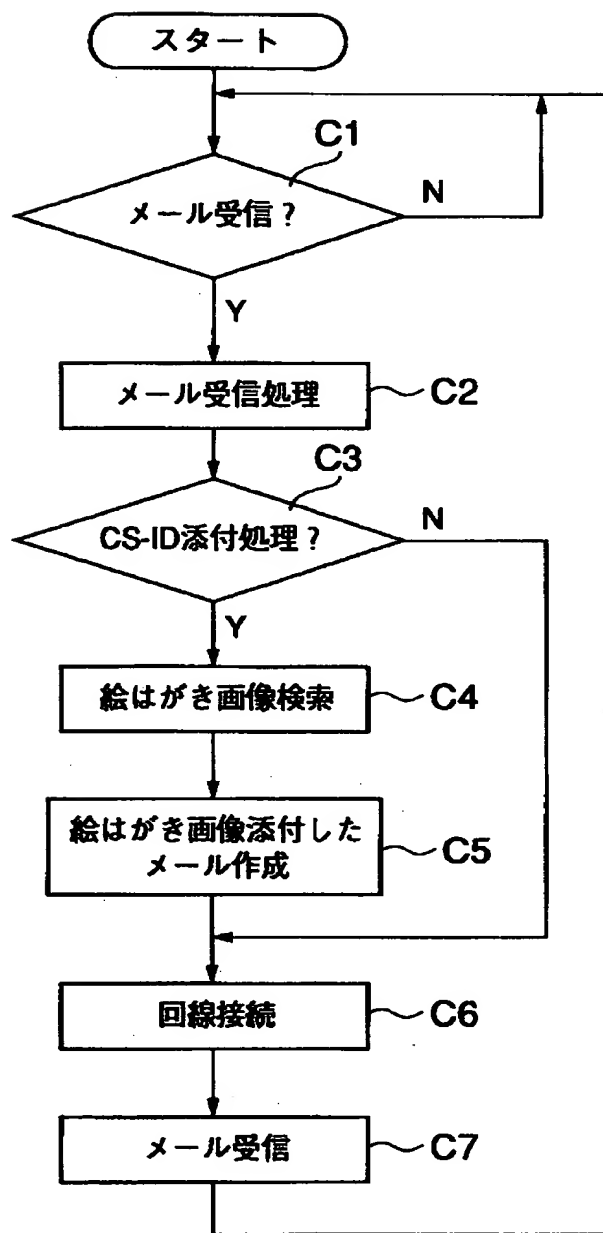 スタート
C1
メール受信?
N
Y
メール受信処理
C2
C3
CS-ID添付処理?
N
Y
絵はがき画像検索
C4
絵はがき画像添付した
メール作成
C5
回線接続
C6
メール受信
C7